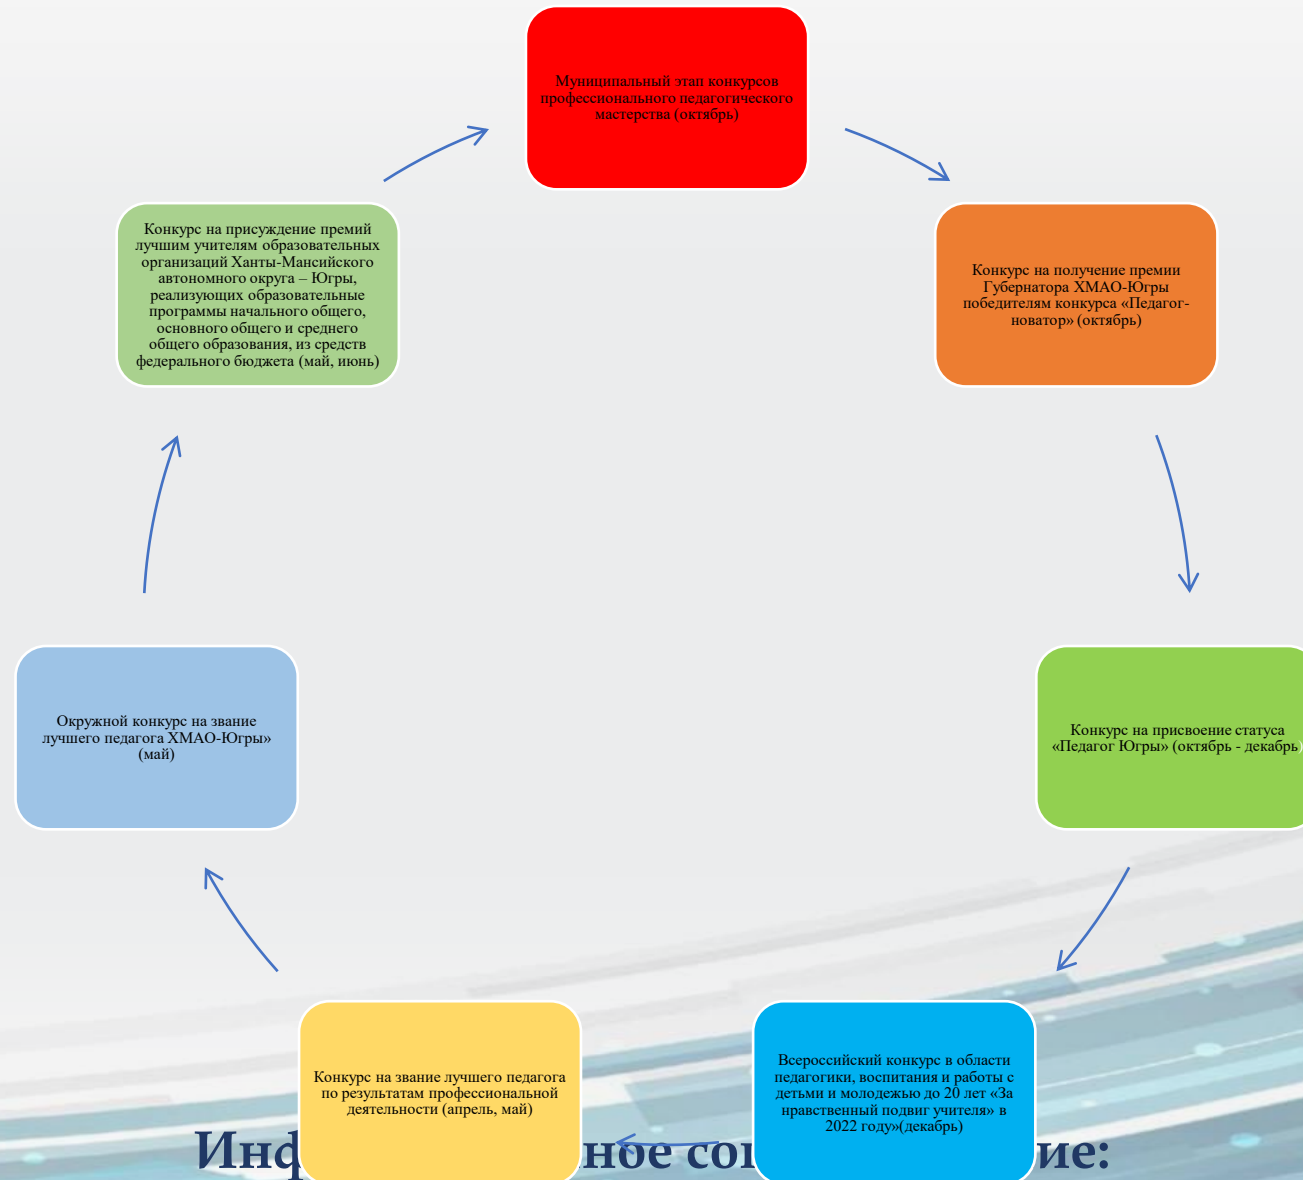 Муниципальный этап конкурсов
профессионального педагогического
мастерства (октябрь)
Конкурс на получение премии
Губернатора ХМАО-Югры
победителям конкурса «Педагог-
новатор» (октябрь)
Конкурс на присвоение статуса
«Педагог Югры» (октябрь - декабрь)
Всероссийский конкурс в области
педагогики, воспитания и работы с
детьми и молодежью до 20 лет «За
нравственный подвиг учителя» в
2022 году»(декабрь)
Конкурс на звание лучшего педагога
по результатам профессиональной
деятельности (апрель, май)
Окружной конкурс на звание
лучшего педагога ХМАО-Югры»
(май)
Конкурс на присуждение премий
лучшим учителям образовательных
организаций Ханты-Мансийского
автономного округа – Югры,
реализующих образовательные
программы начального общего,
основного общего и среднего
общего образования, из средств
федерального бюджета (май, июнь)